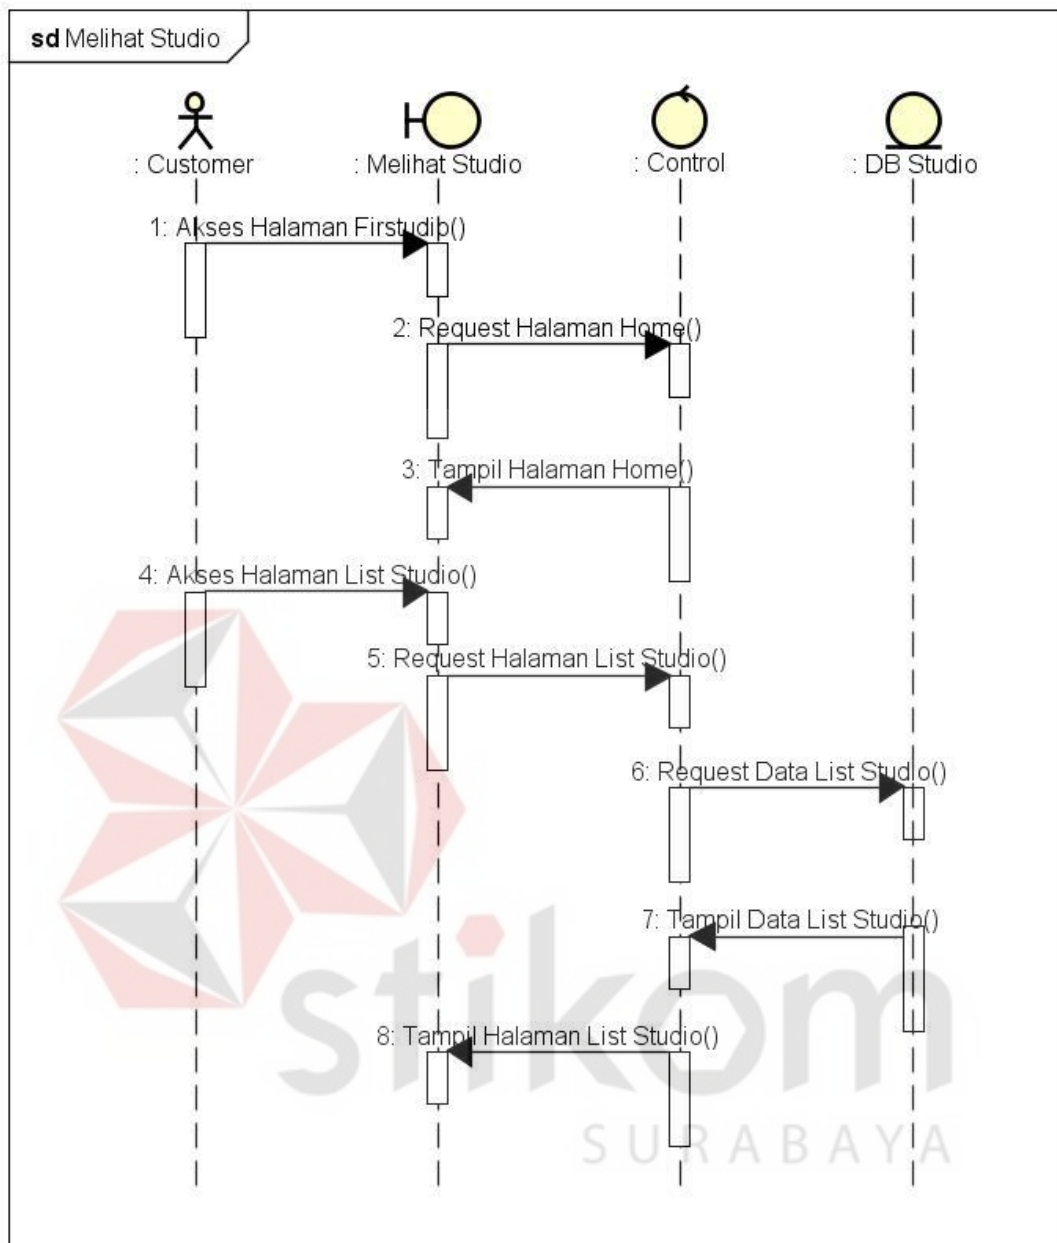 sd Melihat Studio
: Customer
: Melihat Studio
: Control
: DB Studio
1: Akses Halaman Firstudio()
2: Request Halaman Home()
3: Tampil Halaman Home()
4: Akses Halaman List Studio()
5: Request Halaman List Studio()
6: Request Data List Studio()
7: Tampil Data List Studio()
8: Tampil Halaman List Studio()
stikom
SURABAYA